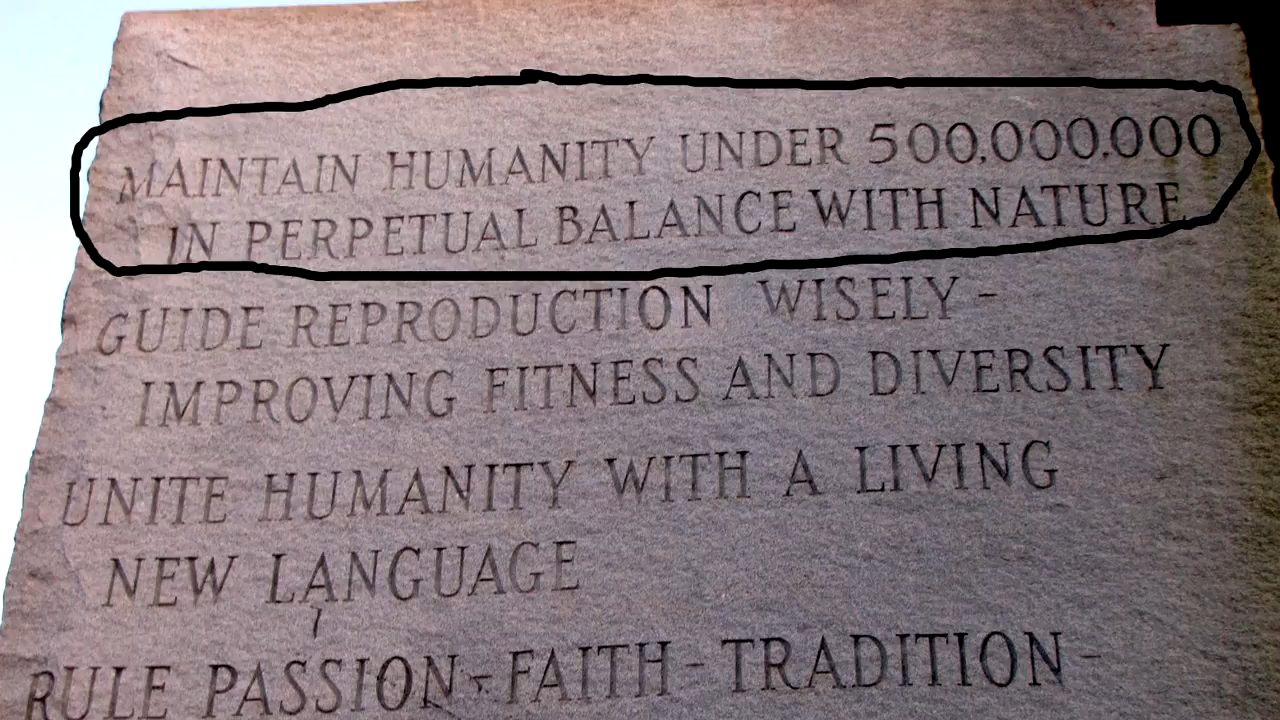 MAINTAIN HUMANITY UNDER 500,000,000
IN PERPETUAL BALANCE WITH NATURE
GUIDE REPRODUCTION WISELY -
IMPROVING FITNESS AND DIVERSITY
UNITE HUMANITY WITH A LIVING
NEW LANGUAGE
RULE PASSION - FAITH - TRADITION -